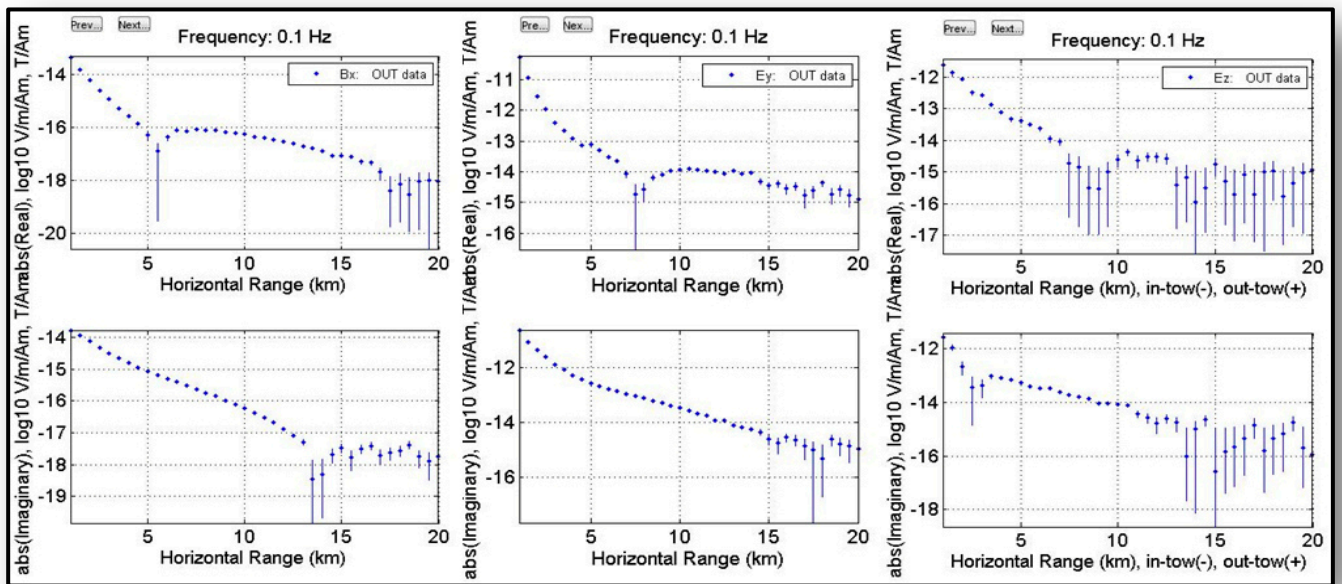 Prev... Next...
Frequency: 0.1 Hz
Bx: OUT data
abs(Real), log10 V/m/Am, T/Am
-14
-16
-18
-20
5 10 15 20
Horizontal Range (km)
abs(Imaginary), log10 V/m/Am, T/Am
-14
-15
-16
-17
-18
-19
5 10 15 20
Horizontal Range (km)
Pre... Nex...
Frequency: 0.1 Hz
Ey: OUT data
abs(Real), log10 V/m/Am, T/Am
-11
-12
-13
-14
-15
-16
5 10 15 20
Horizontal Range (km)
abs(Imaginary), log10 V/m/Am, T/Am
-12
-14
-16
5 10 15 20
Horizontal Range (km)
Prev... Next...
Frequency: 0.1 Hz
Ez: OUT data
abs(Real), log10 V/m/Am, T/Am
-12
-13
-14
-15
-16
-17
5 10 15 20
Horizontal Range (km), in-tow(-), out-tow(+)
abs(Imaginary), log10 V/m/Am, T/Am
-12
-14
-16
-18
5 10 15 20
Horizontal Range (km), in-tow(-), out-tow(+)